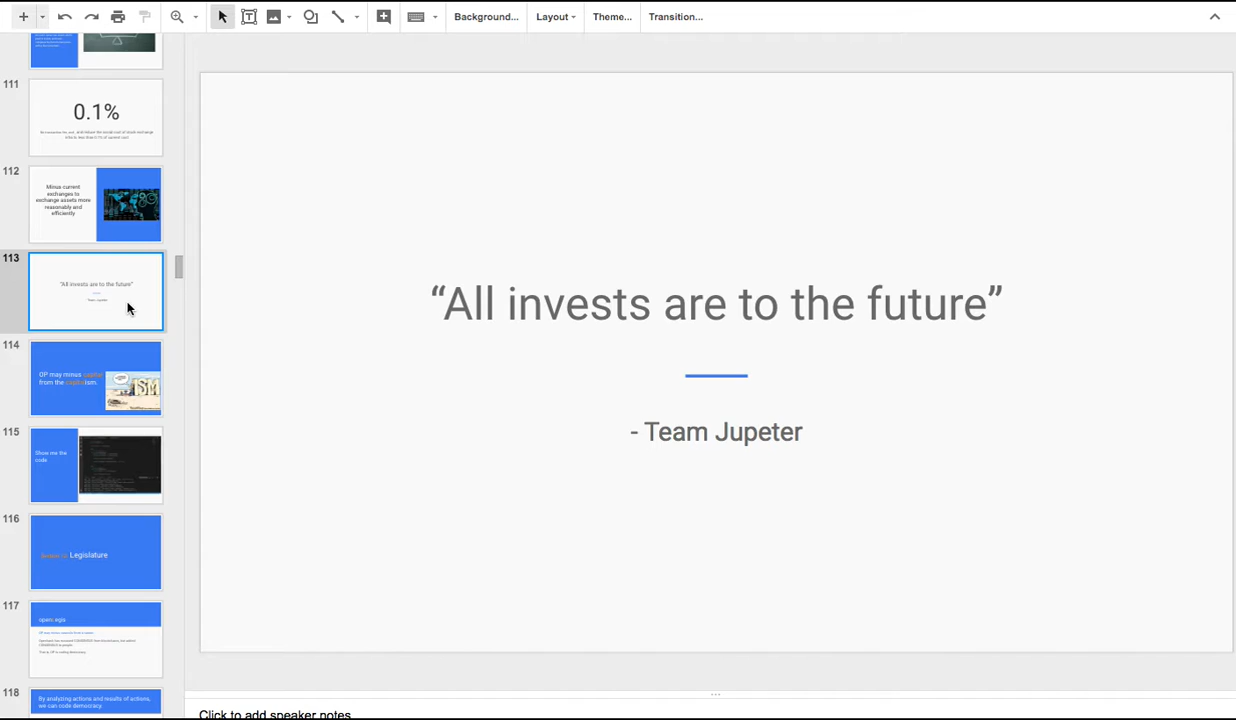 Background...
Layout
Theme...
Transition...
111
0.1%
112
Minus current
exchanges to
exchange assets more
reasonably and
efficiently
113
"All invests are to the future"
Team Jupeter
114
OP may minus
from the capitalism.
ISM
115
Show me the
code
116
Legislature
117
118
By analyzing actions and results of actions,
we can code democracy.
“All invests are to the future”
- Team Jupeter
Click to add speaker notes